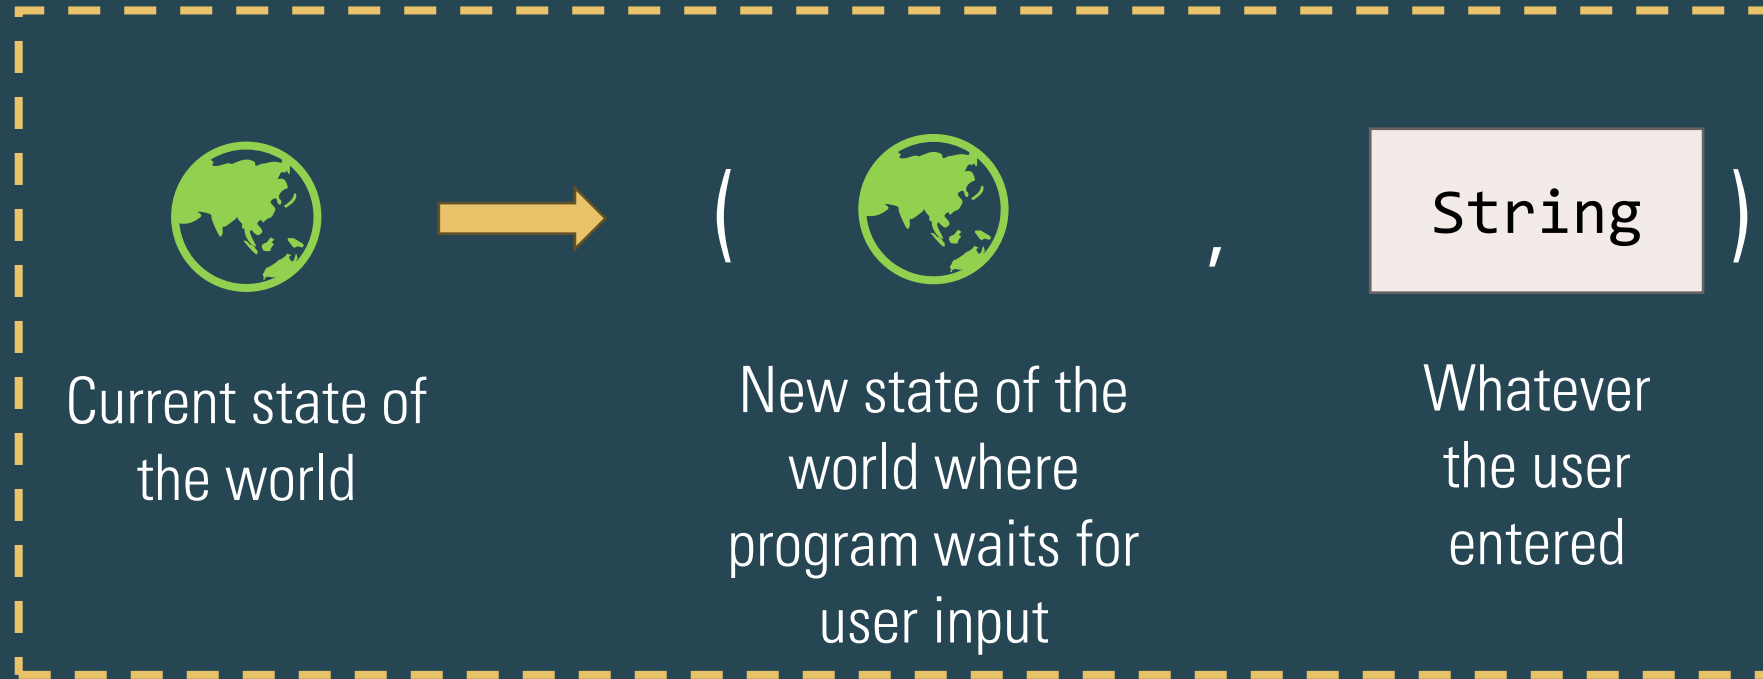 ( , String )
Current state of
the world
New state of the
world where
program waits for
user input
Whatever
the user
entered